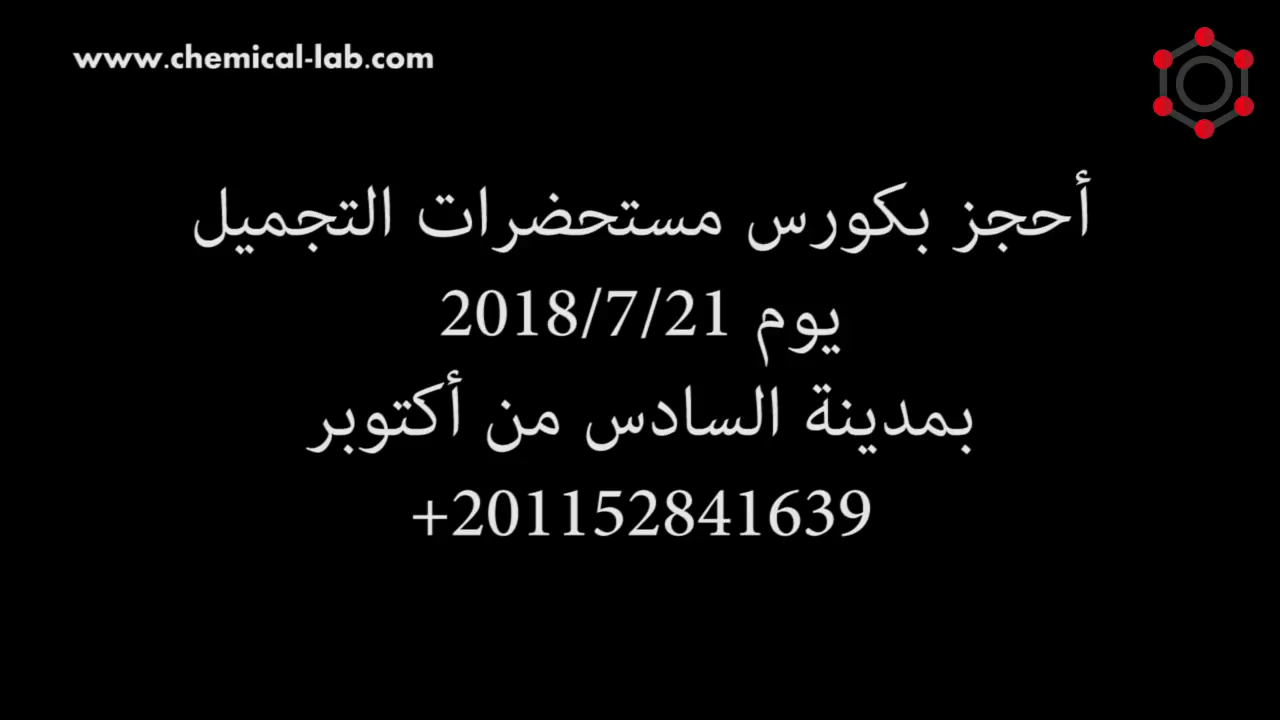 www.chemical-lab.com
أحجز بكورس مستحضرات التجميل
يوم 2018/7/21
بمدينة السادس من أكتوبر
+201152841639